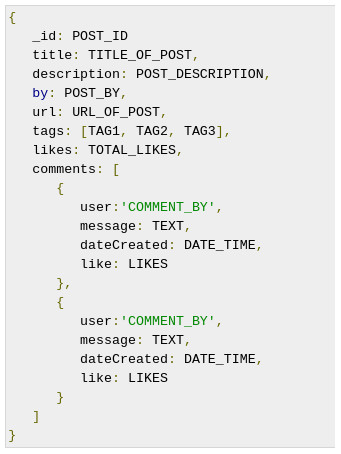 {
   _id: POST_ID
   title: TITLE_OF_POST,
   description: POST_DESCRIPTION,
   by: POST_BY,
   url: URL_OF_POST,
   tags: [TAG1, TAG2, TAG3],
   likes: TOTAL_LIKES,
   comments: [
      {
         user:'COMMENT_BY',
         message: TEXT,
         dateCreated: DATE_TIME,
         like: LIKES
      },
      {
         user:'COMMENT_BY',
         message: TEXT,
         dateCreated: DATE_TIME,
         like: LIKES
      }
   ]
}